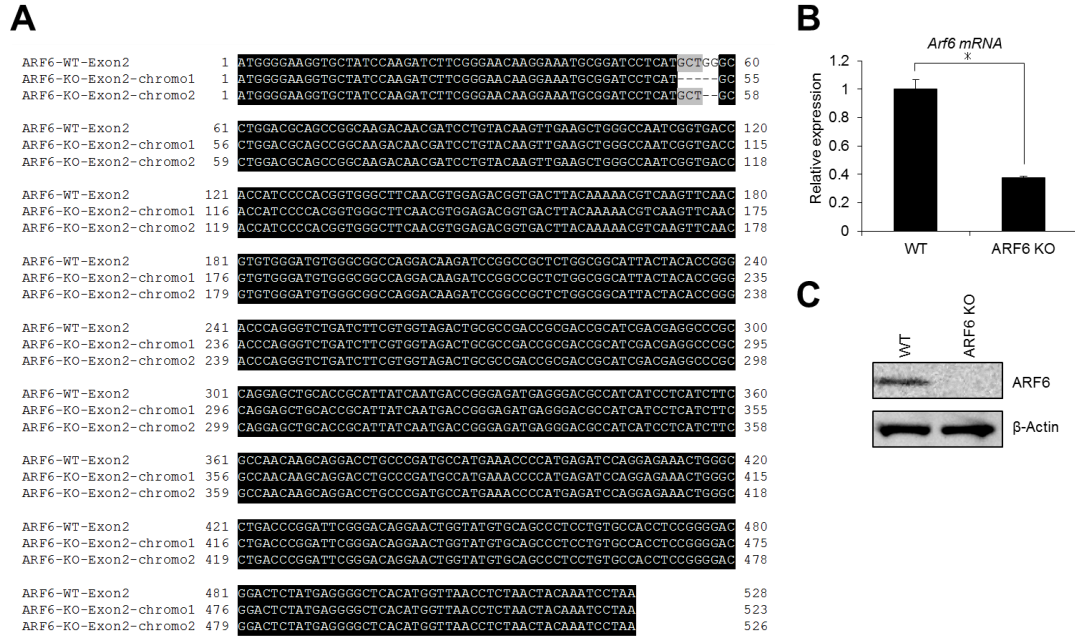 A
ARF6-WT-Exon2 1 ATGGGGAAGGTGCTATCCAAGATCTTCGGGAACAAGGAAATGCGGATCCTCATGCTGGGC 60
ARF6-KO-Exon2-chromo1 1 ATGGGGAAGGTGCTATCCAAGATCTTCGGGAACAAGGAAATGCGGATCCTCAT-----GC 55
ARF6-KO-Exon2-chromo2 1 ATGGGGAAGGTGCTATCCAAGATCTTCGGGAACAAGGAAATGCGGATCCTCATGCT--GC 58
ARF6-WT-Exon2 61 CTGGACGCAGCCGGCAAGACAACGATCCTGTACAAGTTGAAGCTGGGCCAATCGGTGACC 120
ARF6-KO-Exon2-chromo1 56 CTGGACGCAGCCGGCAAGACAACGATCCTGTACAAGTTGAAGCTGGGCCAATCGGTGACC 115
ARF6-KO-Exon2-chromo2 59 CTGGACGCAGCCGGCAAGACAACGATCCTGTACAAGTTGAAGCTGGGCCAATCGGTGACC 118
ARF6-WT-Exon2 121 ACCATCCCCACGGTGGGCTTCAACGTGGAGACGGTGACTTACAAAAACGTCAAGTTCAAC 180
ARF6-KO-Exon2-chromo1 116 ACCATCCCCACGGTGGGCTTCAACGTGGAGACGGTGACTTACAAAAACGTCAAGTTCAAC 175
ARF6-KO-Exon2-chromo2 119 ACCATCCCCACGGTGGGCTTCAACGTGGAGACGGTGACTTACAAAAACGTCAAGTTCAAC 178
ARF6-WT-Exon2 181 GTGTGGGATGTGGGCGGCCAGGACAAGATCCGGCCGCTCTGGCGGCATTACTACACCGGG 240
ARF6-KO-Exon2-chromo1 176 GTGTGGGATGTGGGCGGCCAGGACAAGATCCGGCCGCTCTGGCGGCATTACTACACCGGG 235
ARF6-KO-Exon2-chromo2 179 GTGTGGGATGTGGGCGGCCAGGACAAGATCCGGCCGCTCTGGCGGCATTACTACACCGGG 238
ARF6-WT-Exon2 241 ACCCAGGGTCTGATCTTCGTGGTAGACTGCGCCGACCGCGACCGCATCGACGAGGCCCGC 300
ARF6-KO-Exon2-chromo1 236 ACCCAGGGTCTGATCTTCGTGGTAGACTGCGCCGACCGCGACCGCATCGACGAGGCCCGC 295
ARF6-KO-Exon2-chromo2 239 ACCCAGGGTCTGATCTTCGTGGTAGACTGCGCCGACCGCGACCGCATCGACGAGGCCCGC 298
ARF6-WT-Exon2 301 CAGGAGCTGCACCGCATTATCAATGACCGGGAGATGAGGGACGCCATCATCCTCATCTTC 360
ARF6-KO-Exon2-chromo1 296 CAGGAGCTGCACCGCATTATCAATGACCGGGAGATGAGGGACGCCATCATCCTCATCTTC 355
ARF6-KO-Exon2-chromo2 299 CAGGAGCTGCACCGCATTATCAATGACCGGGAGATGAGGGACGCCATCATCCTCATCTTC 358
ARF6-WT-Exon2 361 GCCAACAAGCAGGACCTGCCCGATGCCATGAAACCCCATGAGATCCAGGAGAAACTGGGC 420
ARF6-KO-Exon2-chromo1 356 GCCAACAAGCAGGACCTGCCCGATGCCATGAAACCCCATGAGATCCAGGAGAAACTGGGC 415
ARF6-KO-Exon2-chromo2 359 GCCAACAAGCAGGACCTGCCCGATGCCATGAAACCCCATGAGATCCAGGAGAAACTGGGC 418
ARF6-WT-Exon2 421 CTGACCCGGATTCGGGACAGGAACTGGTATGTGCAGCCCTCCTGTGCCACCTCCGGGGAC 480
ARF6-KO-Exon2-chromo1 416 CTGACCCGGATTCGGGACAGGAACTGGTATGTGCAGCCCTCCTGTGCCACCTCCGGGGAC 475
ARF6-KO-Exon2-chromo2 419 CTGACCCGGATTCGGGACAGGAACTGGTATGTGCAGCCCTCCTGTGCCACCTCCGGGGAC 478
ARF6-WT-Exon2 481 GGACTCTATGAGGGGCTCACATGGTTAACCTCTAACTACAAATCCTAA 528
ARF6-KO-Exon2-chromo1 476 GGACTCTATGAGGGGCTCACATGGTTAACCTCTAACTACAAATCCTAA 523
ARF6-KO-Exon2-chromo2 479 GGACTCTATGAGGGGCTCACATGGTTAACCTCTAACTACAAATCCTAA 526
B
Arf6 mRNA
*
Relative expression
1.2
1
0.8
0.6
0.4
0.2
0
WT
ARF6 KO
C
WT
ARF6 KO
ARF6
β-Actin